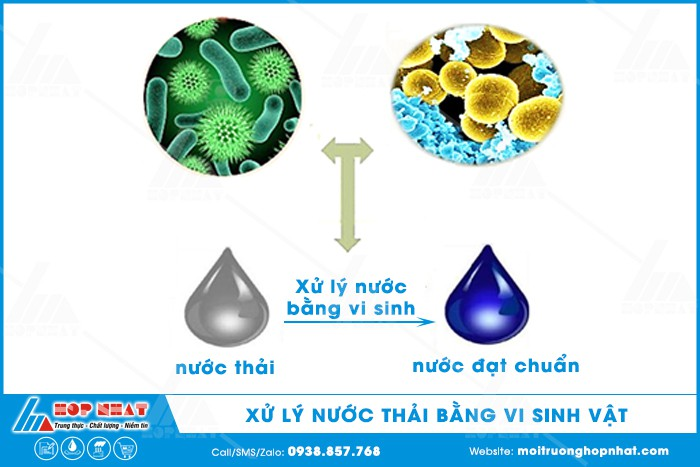 Xử lý nước
bằng vi sinh
nước thải
nước đạt chuẩn
HOP NHAT
Trung thực - Chất lượng - Niềm tin
XỬ LÝ NƯỚC THẢI BẰNG VI SINH VẬT
Call/SMS/Zalo: 0938.857.768
Website: moitruonghopnhat.com